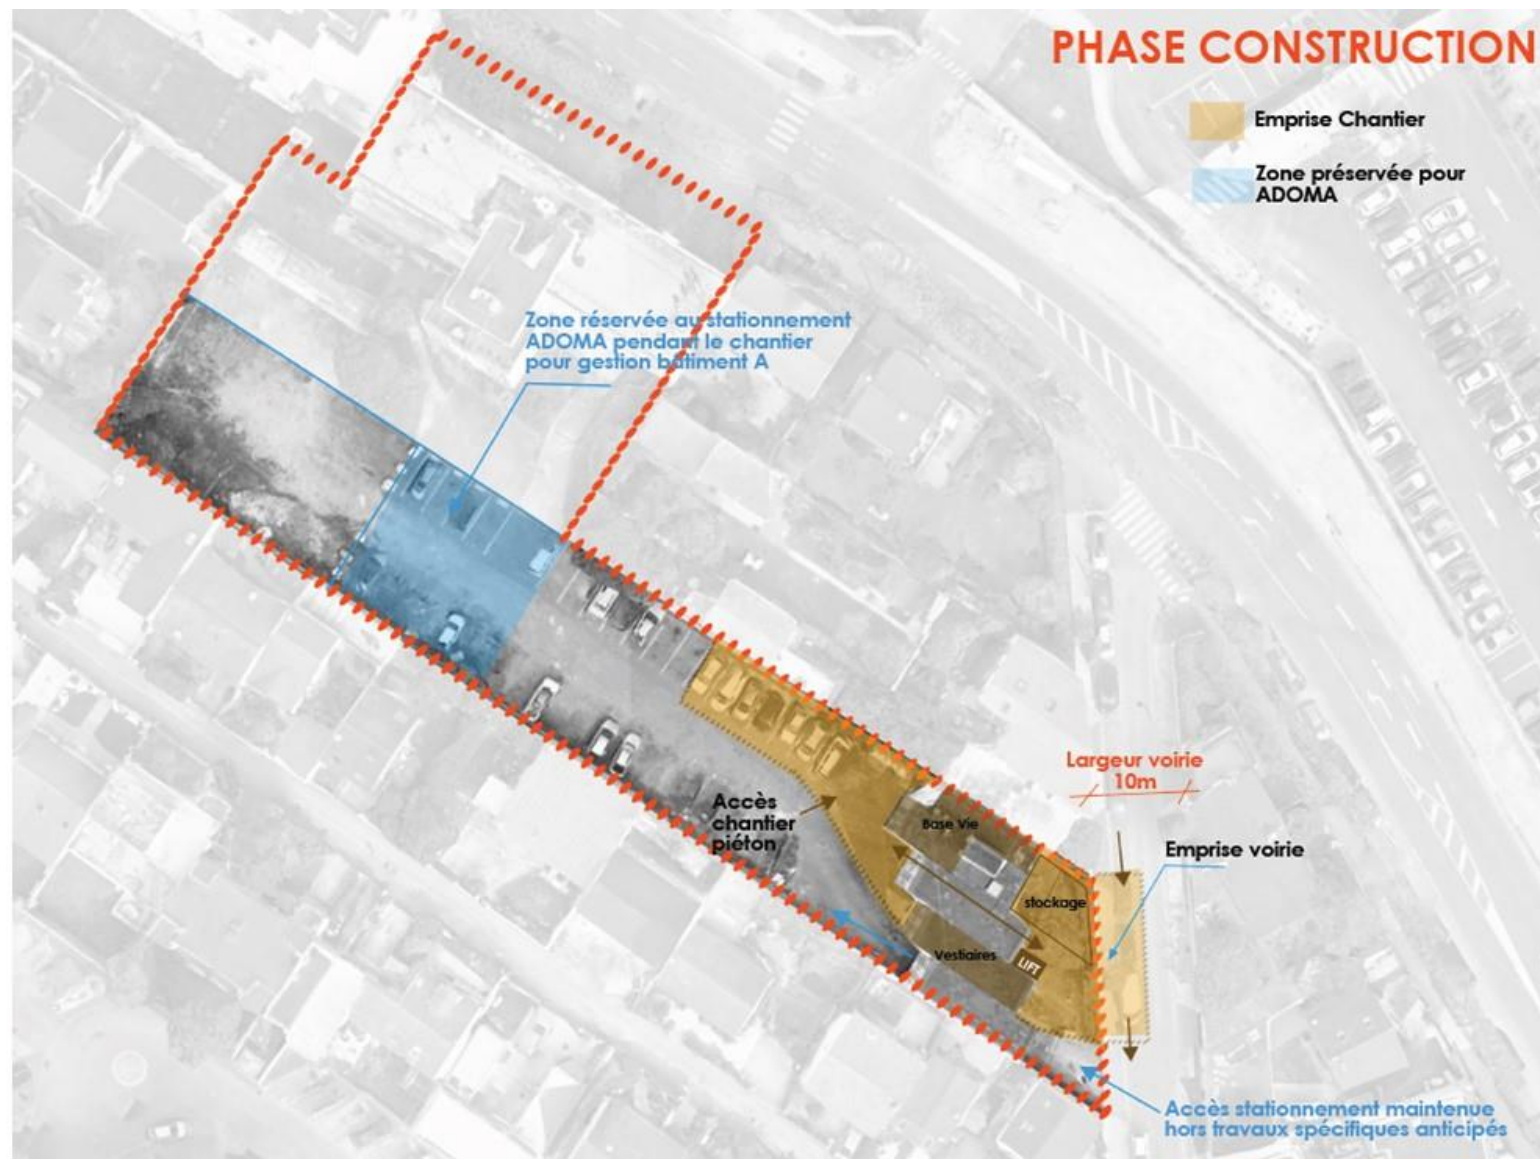 PHASE CONSTRUCTION
Emprise Chantier
Zone préservée pour
ADOMA
Zone réservée au stationnement
ADOMA pendant le chantier
pour gestion bâtiment A
Largeur voirie
10m
Accès
chantier
piéton
Base Vie
Emprise voirie
stockage
Vestiaires
LIFT
Accès stationnement maintenue
hors travaux spécifiques anticipés